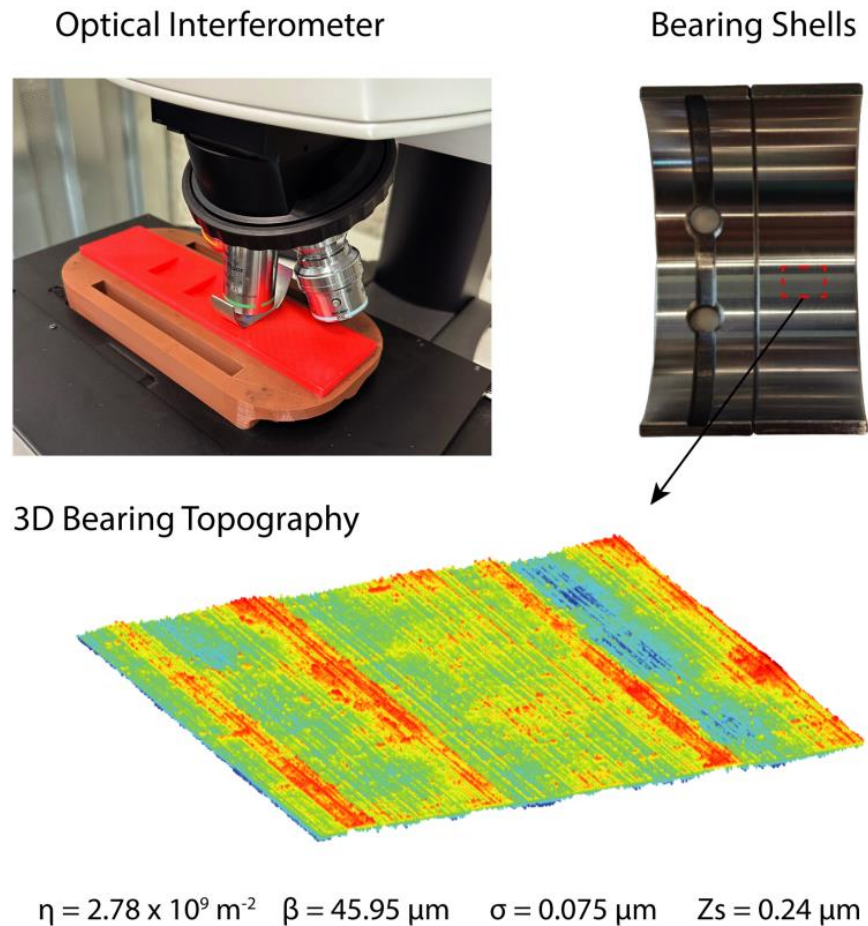 Optical Interferometer
Bearing Shells
3D Bearing Topography
η = 2.78 x 10⁹ m⁻² β = 45.95 μm σ = 0.075 μm Zs = 0.24 μm